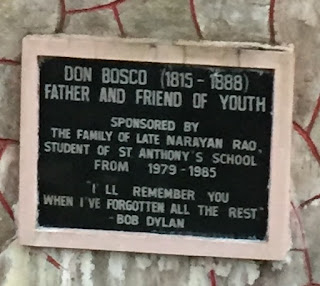 DON BOSCO (1815 - 1888)
FATHER AND FRIEND OF YOUTH
SPONSORED BY
THE FAMILY OF LATE NARAYAN RAO,
STUDENT OF ST ANTHONY'S SCHOOL
FROM 1979 - 1985
"I'LL REMEMBER YOU
WHEN I'VE FORGOTTEN ALL THE REST"
- BOB DYLAN